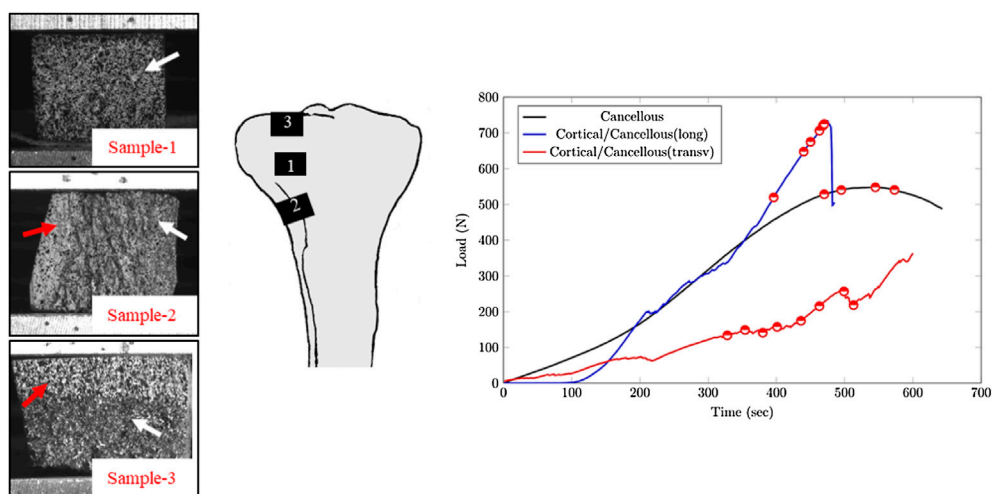 Sample-1
Sample-2
Sample-3
3
1
2
Cancellous
Cortical/Cancellous(long)
Cortical/Cancellous(transv)
Load (N)
800
700
600
500
400
300
200
100
0
0 100 200 300 400 500 600 700
Time (sec)